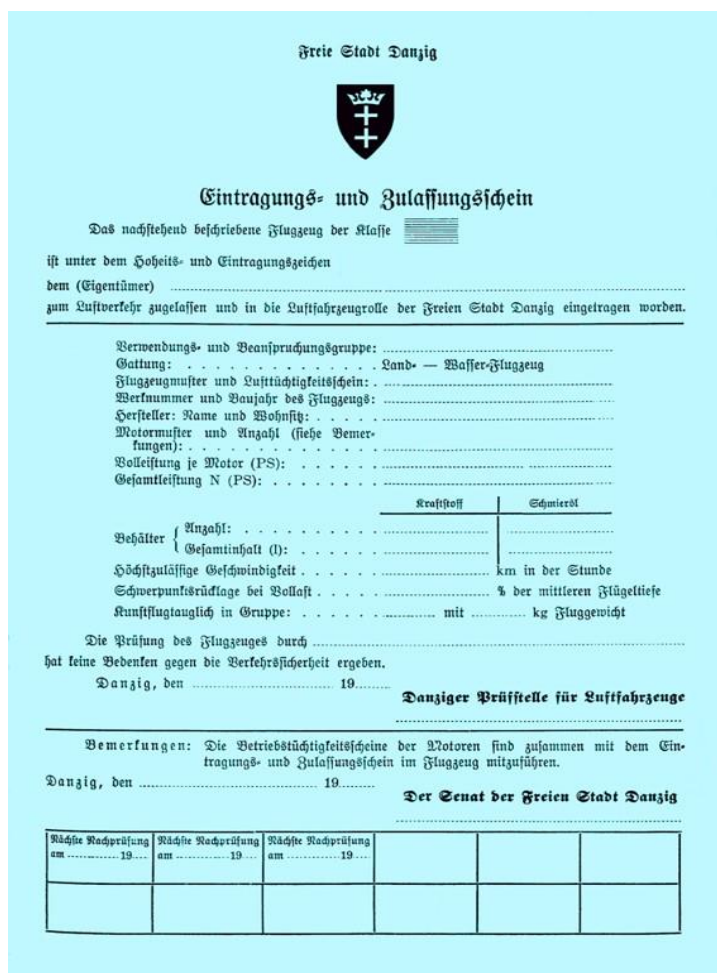 Freie Stadt Danzig
Eintragungs- und Zulassungsschein
Das nachstehend beschriebene Flugzeug der Klasse
ist unter dem Hoheits- und Eintragungszeichen
dem (Eigentümer)
zum Luftverkehr zugelassen und in die Luftfahrzeugrolle der Freien Stadt Danzig eingetragen worden.
Verwendungs- und Beanspruchungsgruppe:
Gattung: Land- — Wasser-Flugzeug
Flugzeugmuster und Lufttüchtigkeitsschein:
Werknummer und Baujahr des Flugzeugs:
Hersteller: Name und Wohnsitz:
Motormuster und Anzahl (siehe Bemer-
kungen):
Volleistung je Motor (PS):
Gesamtleistung N (PS):
Kraftstoff Schmieröl
Behälter { Anzahl:
Gesamtinhalt (l):
Höchstzulässige Geschwindigkeit km in der Stunde
Schwerpunktsrücklage bei Vollast % der mittleren Flügeltiefe
Kunstflugtauglich in Gruppe: mit kg Fluggewicht
Die Prüfung des Flugzeuges durch
hat keine Bedenken gegen die Verkehrssicherheit ergeben.
Danzig, den 19
Danziger Prüfstelle für Luftfahrzeuge
Bemerkungen: Die Betriebstüchtigkeitsscheine der Motoren sind zusammen mit dem Ein-
tragungs- und Zulassungsschein im Flugzeug mitzuführen.
Danzig, den 19
Der Senat der Freien Stadt Danzig
Nächste Nachprüfung Nächste Nachprüfung Nächste Nachprüfung
am 19 am 19 am 19